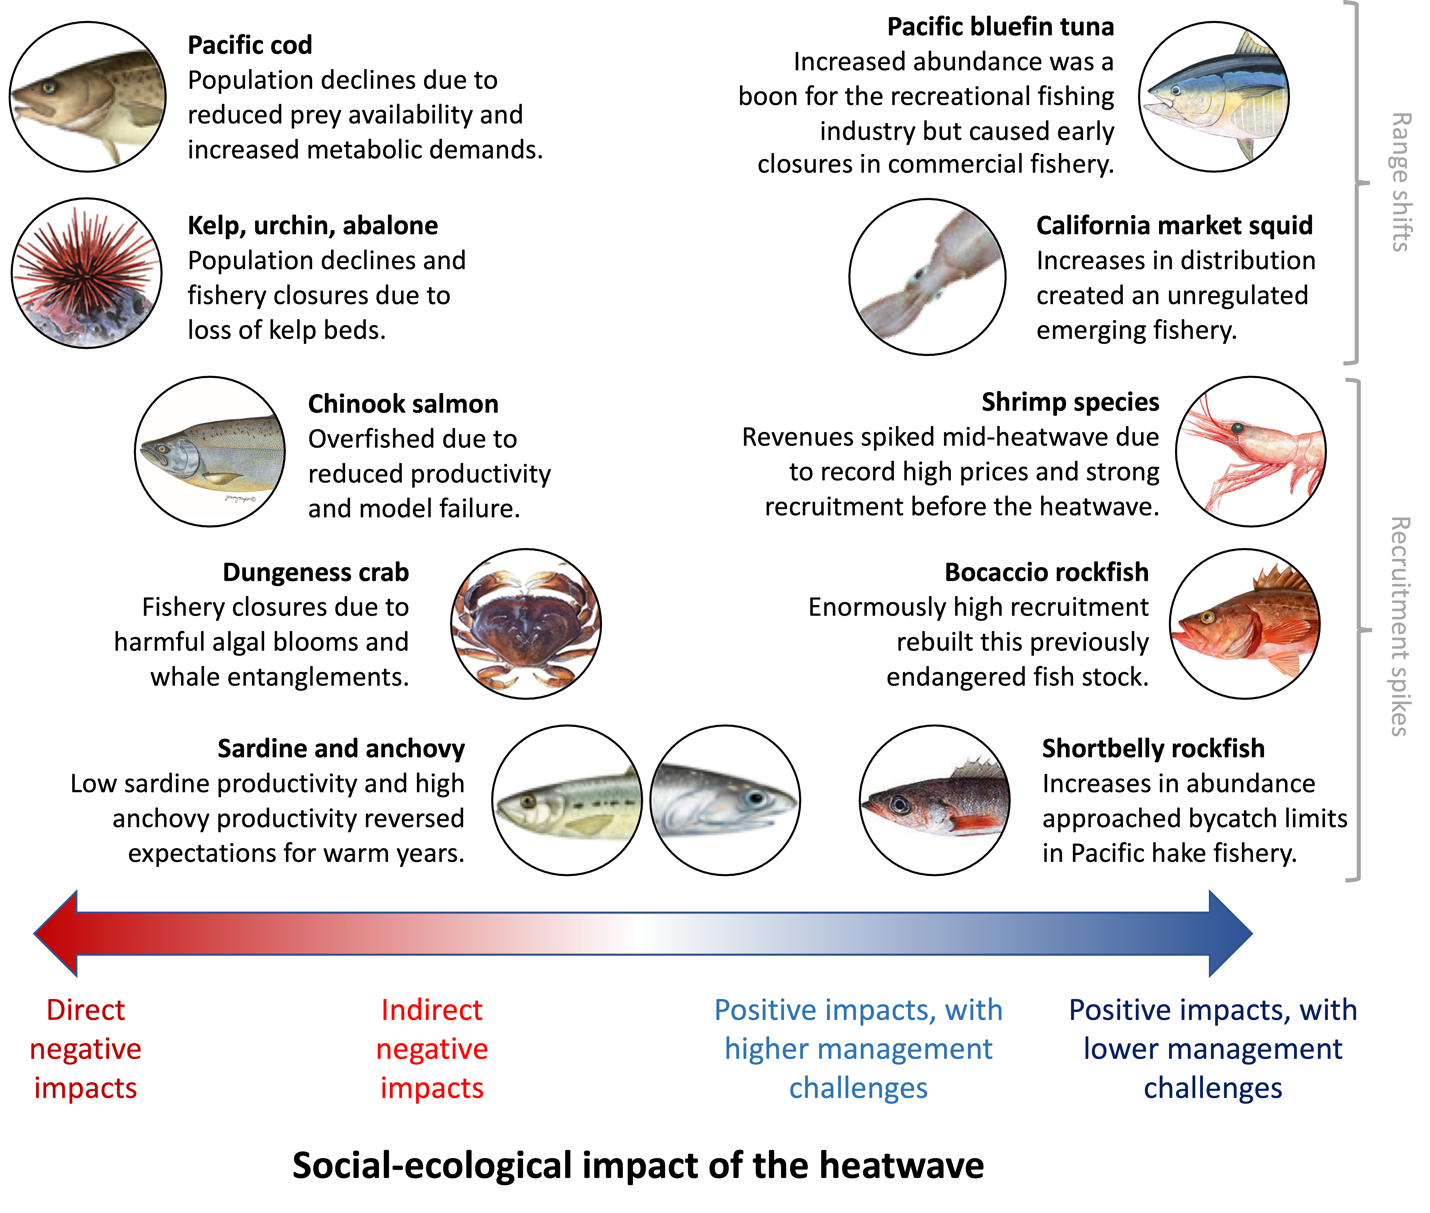 Pacific cod
Population declines due to
reduced prey availability and
increased metabolic demands.
Pacific bluefin tuna
Increased abundance was a
boon for the recreational fishing
industry but caused early
closures in commercial fishery.
Kelp, urchin, abalone
Population declines and
fishery closures due to
loss of kelp beds.
California market squid
Increases in distribution
created an unregulated
emerging fishery.
Range shifts
Chinook salmon
Overfished due to
reduced productivity
and model failure.
Shrimp species
Revenues spiked mid-heatwave due
to record high prices and strong
recruitment before the heatwave.
Dungeness crab
Fishery closures due to
harmful algal blooms and
whale entanglements.
Bocaccio rockfish
Enormously high recruitment
rebuilt this previously
endangered fish stock.
Sardine and anchovy
Low sardine productivity and high
anchovy productivity reversed
expectations for warm years.
Shortbelly rockfish
Increases in abundance
approached bycatch limits
in Pacific hake fishery.
Recruitment spikes
Direct
negative
impacts
Indirect
negative
impacts
Positive impacts, with
higher management
challenges
Positive impacts, with
lower management
challenges
Social-ecological impact of the heatwave